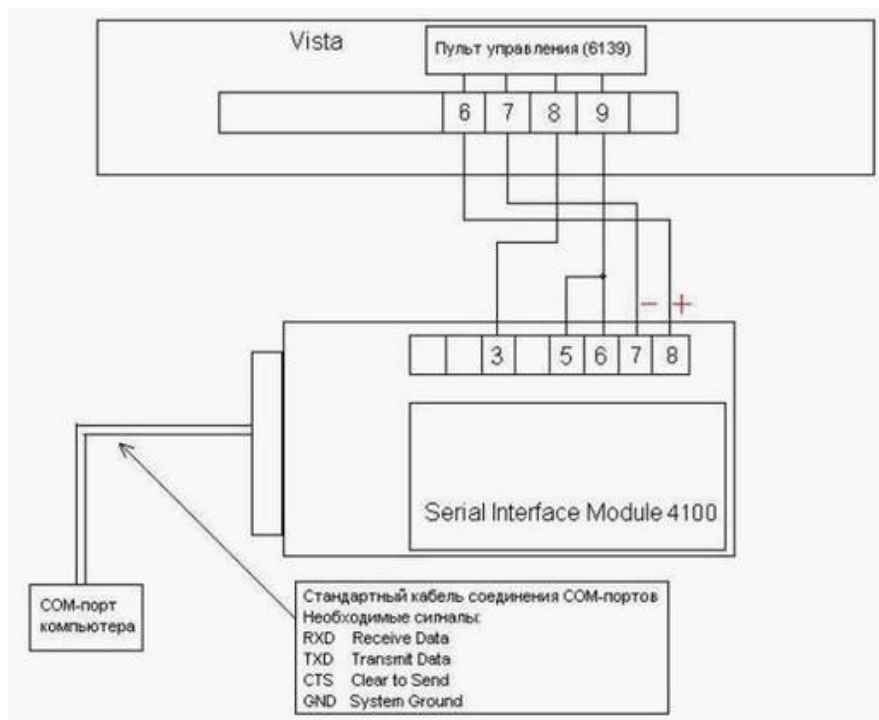 Vista
Пульт управления (6139)
6 7 8 9
− +
3 5 6 7 8
Serial Interface Module 4100
COM-порт
компьютера
Стандартный кабель соединения COM-портов
Необходимые сигналы:
RXD Receive Data
TXD Transmit Data
CTS Clear to Send
GND System Ground